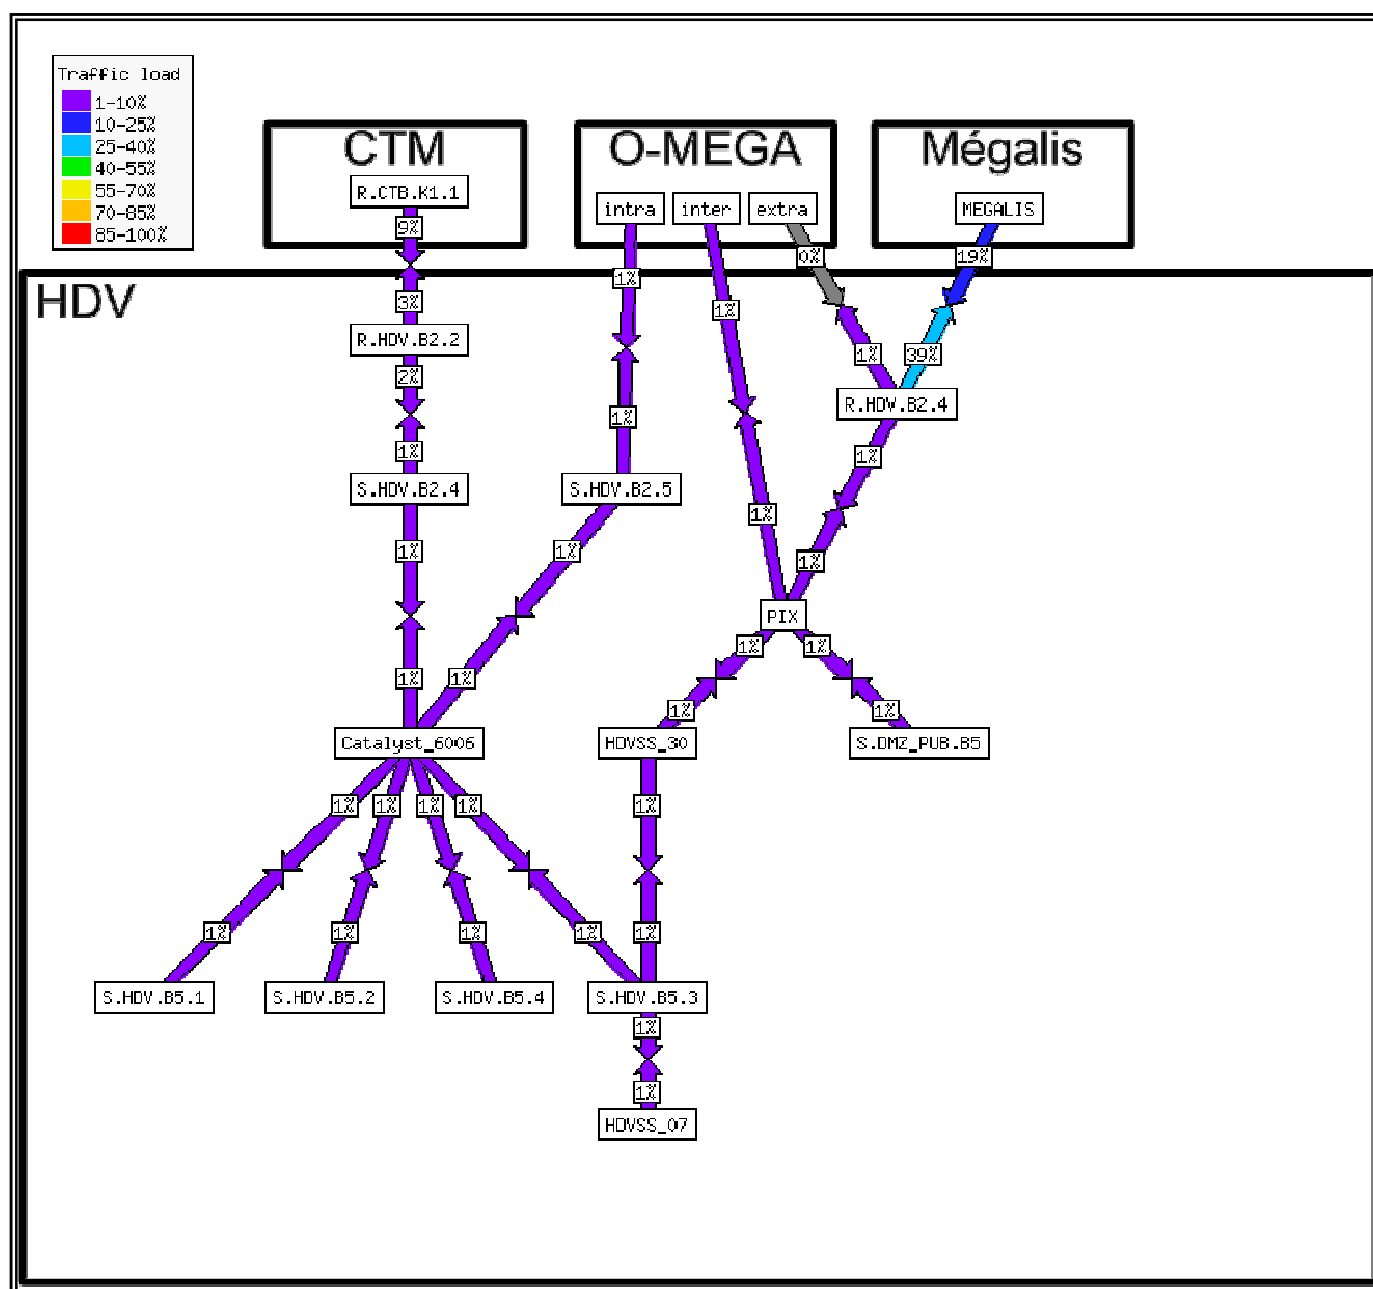 Traffic load
1-10%
10-25%
25-40%
40-55%
55-70%
70-85%
85-100%
CTM
R.CTB.K1.1
9%
O-MEGA
intra
inter
extra
0%
Mégalis
MEGALIS
19%
HDV
3%
1%
1%
R.HDV.B2.2
1%
39%
2%
R.HDV.B2.4
1%
1%
1%
S.HDV.B2.4
S.HDV.B2.5
1%
1%
1%
1%
PIX
1%
1%
1%
1%
1%
1%
Catalyst_6006
HDVSS_30
S.DMZ_PUB.B5
1%
1%
1%
1%
1%
1%
1%
1%
1%
1%
S.HDV.B5.1
S.HDV.B5.2
S.HDV.B5.4
S.HDV.B5.3
1%
1%
HDVSS_07